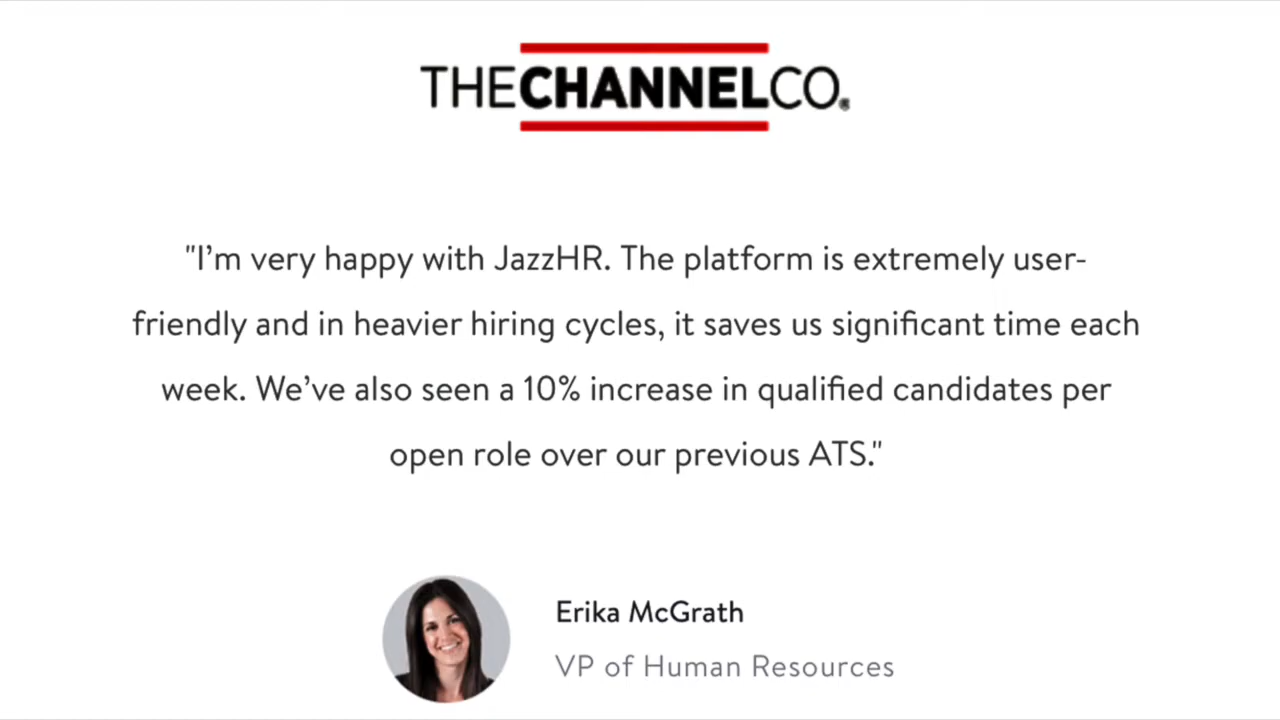 THECHANNELCO.®
"I’m very happy with JazzHR. The platform is extremely user-
friendly and in heavier hiring cycles, it saves us significant time each
week. We’ve also seen a 10% increase in qualified candidates per
open role over our previous ATS."
Erika McGrath
VP of Human Resources